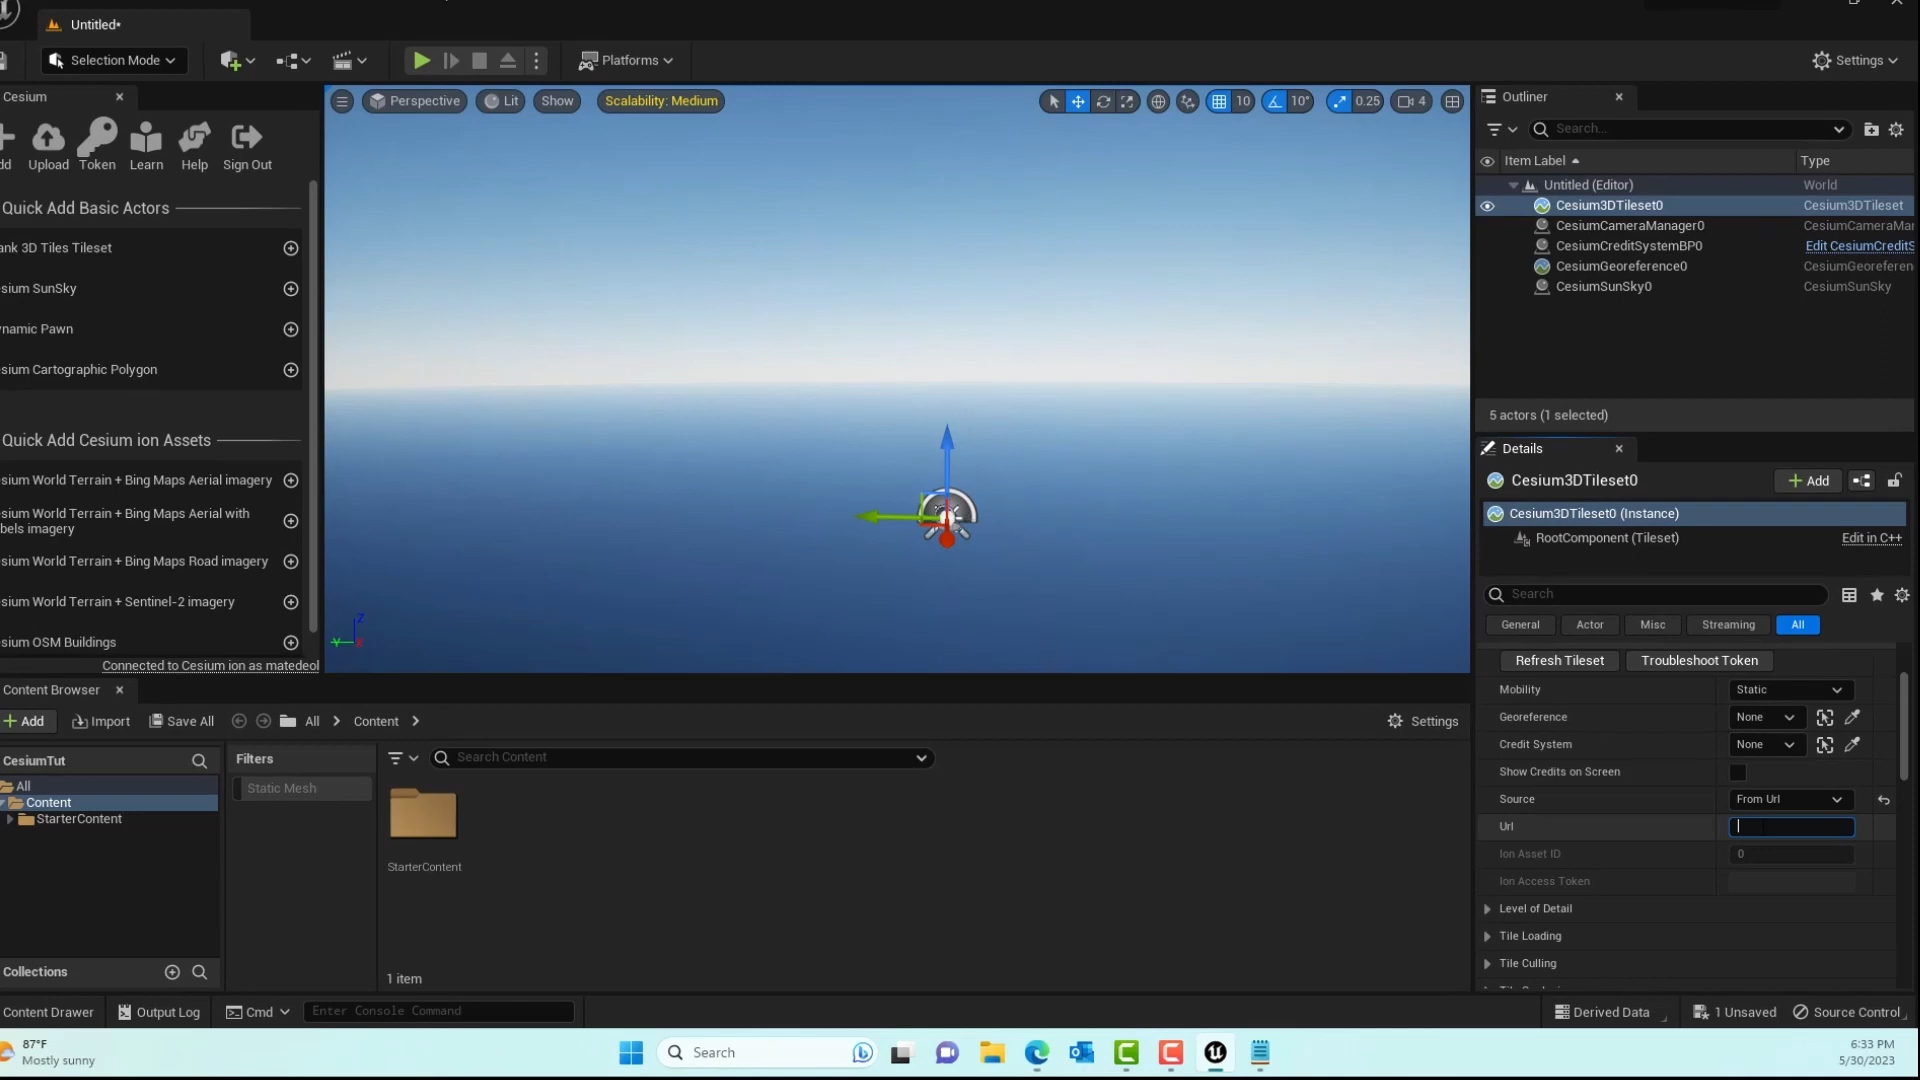 Untitled*
Selection Mode
Platforms
Settings
Cesium
dd
Upload
Token
Learn
Help
Sign Out
Quick Add Basic Actors
ank 3D Tiles Tileset
sium SunSky
ynamic Pawn
sium Cartographic Polygon
Quick Add Cesium ion Assets
sium World Terrain + Bing Maps Aerial imagery
sium World Terrain + Bing Maps Aerial with
bels imagery
sium World Terrain + Bing Maps Road imagery
sium World Terrain + Sentinel-2 imagery
sium OSM Buildings
Connected to Cesium ion as matedeol
Perspective
Lit
Show
Scalability: Medium
10
10°
0.25
4
Z
Y
Outliner
Search...
Item Label
Type
Untitled (Editor)
World
Cesium3DTileset0
Cesium3DTileset
CesiumCameraManager0
CesiumCameraMar
CesiumCreditSystemBP0
Edit CesiumCreditS
CesiumGeoreference0
CesiumGeoreferen
CesiumSunSky0
CesiumSunSky
5 actors (1 selected)
Details
Cesium3DTileset0
Add
Cesium3DTileset0 (Instance)
RootComponent (Tileset)
Edit in C++
Search
General
Actor
Misc
Streaming
All
Refresh Tileset
Troubleshoot Token
Mobility
Static
Georeference
None
Credit System
None
Show Credits on Screen
Source
From Url
Url
Ion Asset ID
0
Ion Access Token
Level of Detail
Tile Loading
Tile Culling
Content Browser
Add
Import
Save All
All
Content
Settings
CesiumTut
All
Content
StarterContent
Collections
Filters
Static Mesh
Search Content
StarterContent
1 item
Content Drawer
Output Log
Cmd
Enter Console Command
Derived Data
1 Unsaved
Source Control
87°F
Mostly sunny
Search
6:33 PM
5/30/2023